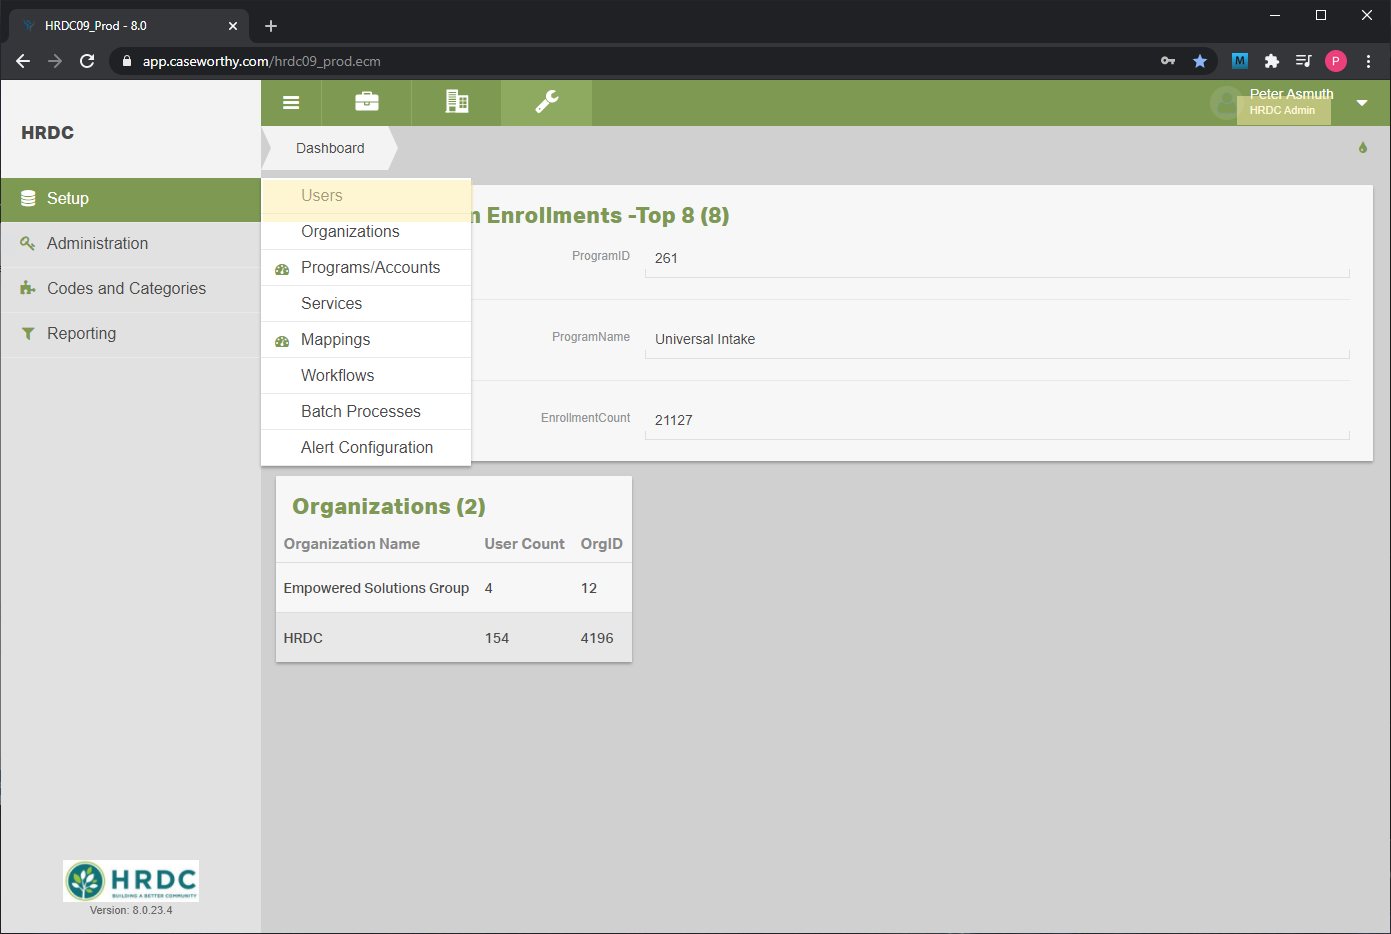 HRDC09_Prod - 8.0
app.caseworthy.com/hrdc09_prod.ecm
M
P
HRDC
Peter Asmuth
HRDC Admin
Dashboard
Setup
Administration
Codes and Categories
Reporting
Users
Organizations
Programs/Accounts
Services
Mappings
Workflows
Batch Processes
Alert Configuration
Enrollments -Top 8 (8)
ProgramID 261
ProgramName Universal Intake
EnrollmentCount 21127
Organizations (2)
Organization Name User Count OrgID
Empowered Solutions Group 4 12
HRDC 154 4196
HRDC
BUILDING A BETTER COMMUNITY
Version: 8.0.23.4